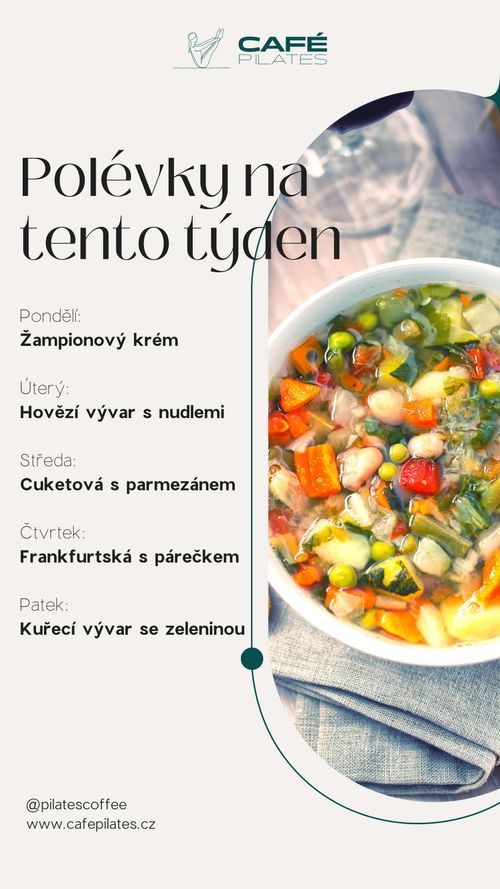 CAFÉ
PILATES
Polévky na
tento týden
Pondělí:
Žampionový krém
Úterý:
Hovězí vývar s nudlemi
Středa:
Cuketová s parmezánem
Čtvrtek:
Frankfurtská s párečkem
Patek:
Kuřecí vývar se zeleninou
@pilatescoffee
www.cafepilates.cz